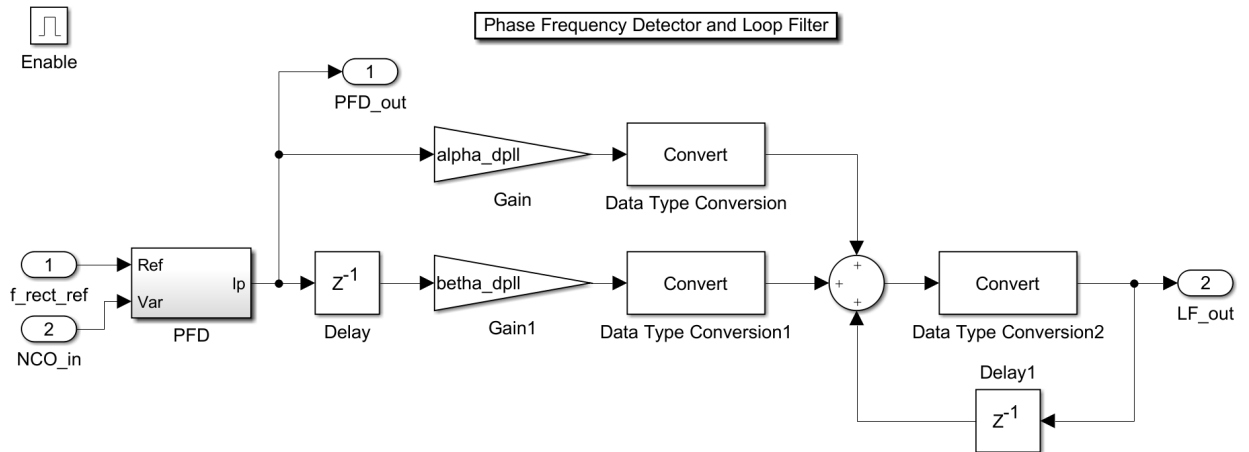 Phase Frequency Detector and Loop Filter
Enable
1
PFD_out
alpha_dpll
Convert
Gain
Data Type Conversion
1
f_rect_ref
2
NCO_in
Ref
Var
Ip
PFD
Z-1
Delay
betha_dpll
Gain1
Convert
Data Type Conversion1
+
+
+
Convert
Data Type Conversion2
2
LF_out
Delay1
Z-1